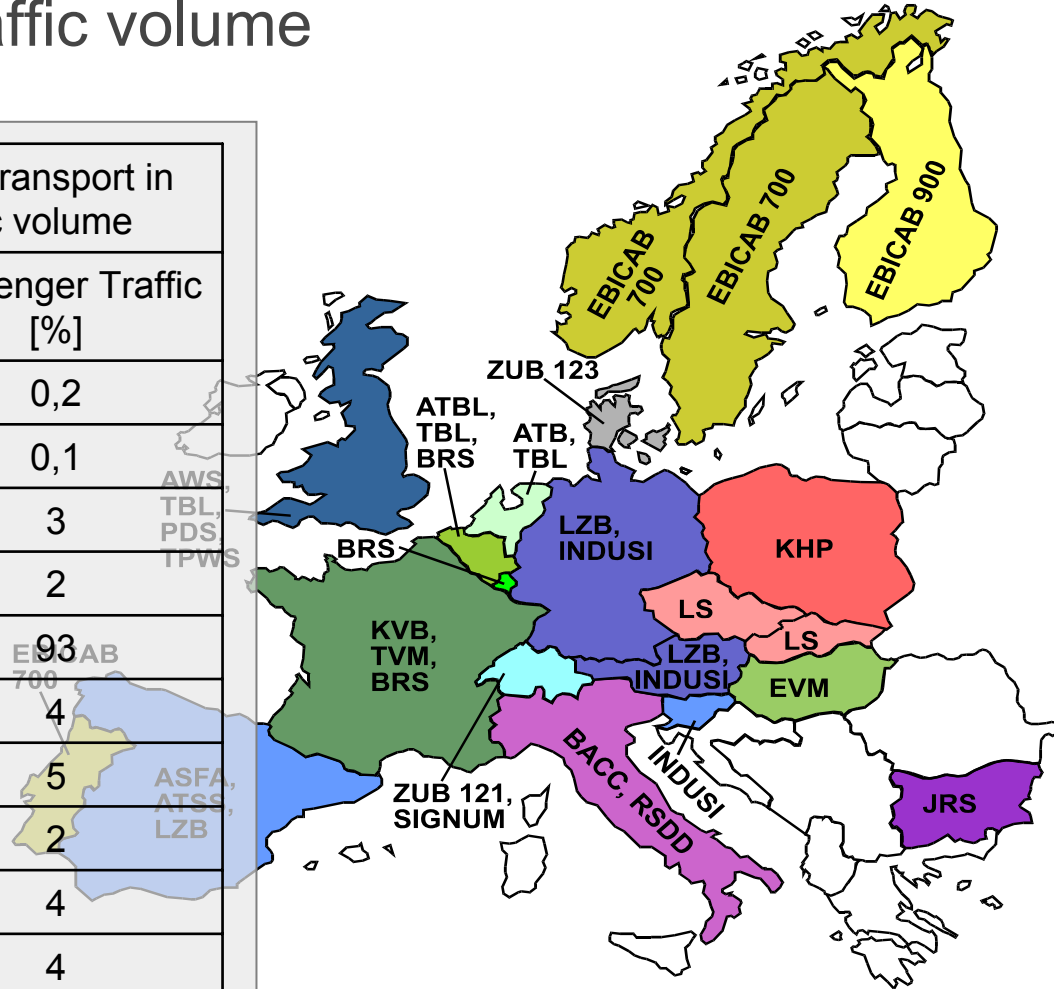 affic volume
ransport in
c volume
enger Traffic
[%]
0,2
0,1
3
2
93
4
5
2
4
4
EBICAB
700
EBICAB 700
EBICAB 900
ZUB 123
ATBL,
TBL,
BRS
ATB,
TBL
AWS,
TBL,
PDS,
TPWS
BRS
LZB,
INDUSI
KHP
LS
LS
KVB,
TVM,
BRS
LZB,
INDUSI
EVM
EBICAB
700
ASFA,
ATSS,
LZB
ZUB 121,
SIGNUM
BACC, RSDD
INDUSI
JRS